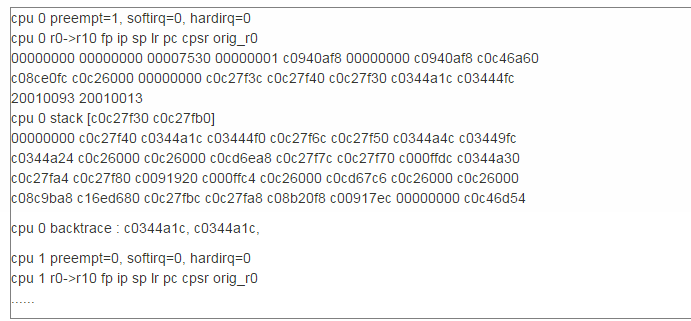 cpu 0 preempt=1, softirq=0, hardirq=0
cpu 0 r0->r10 fp ip sp lr pc cpsr orig_r0
00000000 00000000 00007530 00000001 c0940af8 00000000 c0940af8 c0c46a60
c08ce0fc c0c26000 00000000 c0c27f3c c0c27f40 c0c27f30 c0344a1c c03444fc
20010093 20010013
cpu 0 stack [c0c27f30 c0c27fb0]
00000000 c0c27f40 c0344a1c c03444f0 c0c27f6c c0c27f50 c0344a4c c03449fc
c0344a24 c0c26000 c0c26000 c0cd6ea8 c0c27f7c c0c27f70 c000ffdc c0344a30
c0c27fa4 c0c27f80 c0091920 c000ffc4 c0c26000 c0cd67c6 c0c26000 c0c26000
c08c9ba8 c16ed680 c0c27fbc c0c27fa8 c08b20f8 c00917ec 00000000 c0c46d54
cpu 0 backtrace : c0344a1c, c0344a1c,
cpu 1 preempt=0, softirq=0, hardirq=0
cpu 1 r0->r10 fp ip sp lr pc cpsr orig_r0
......